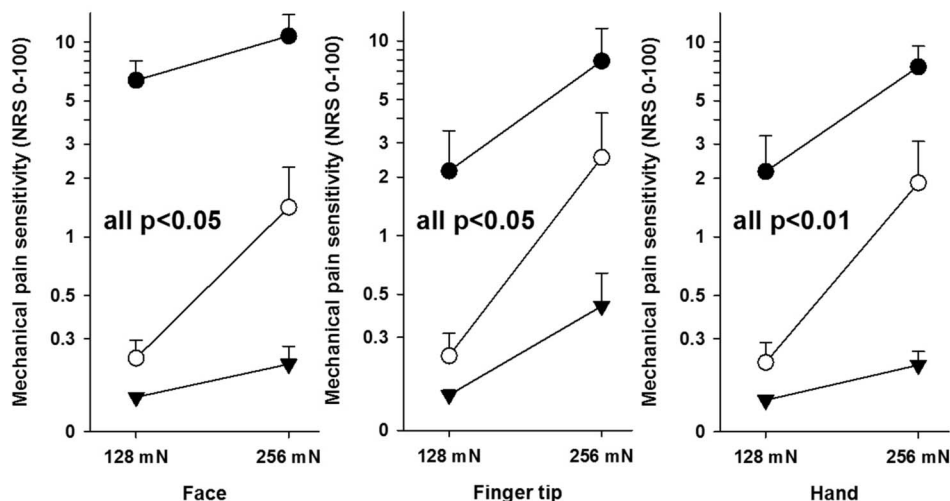 Mechanical pain sensitivity (NRS 0-100)
10
5
3
2
1
0.5
0.3
0
all p<0.05
128 mN
256 mN
Face
Mechanical pain sensitivity (NRS 0-100)
10
5
3
2
1
0.5
0.3
0
all p<0.05
128 mN
256 mN
Finger tip
Mechanical pain sensitivity (NRS 0-100)
10
5
3
2
1
0.5
0.3
0
all p<0.01
128 mN
256 mN
Hand